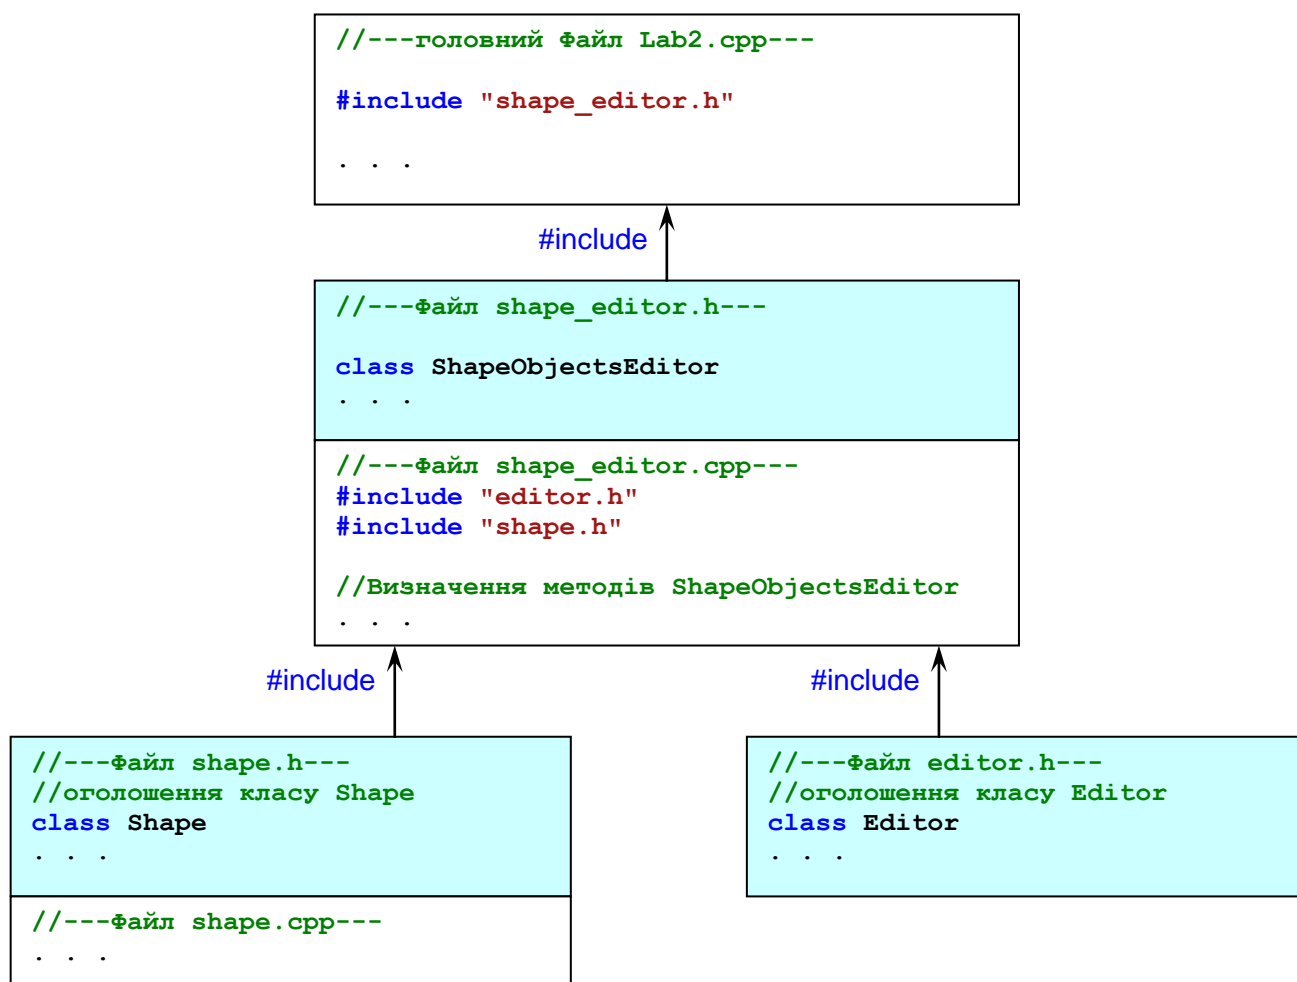 //---головний Файл Lab2.cpp---
#include "shape_editor.h"
. . .
#include
//---Файл shape_editor.h---
class ShapeObjectsEditor
. . .
//---Файл shape_editor.cpp---
#include "editor.h"
#include "shape.h"
//Визначення методів ShapeObjectsEditor
. . .
#include
#include
//---Файл shape.h---
//оголошення класу Shape
class Shape
. . .
//---Файл shape.cpp---
. . .
//---Файл editor.h---
//оголошення класу Editor
class Editor
. . .